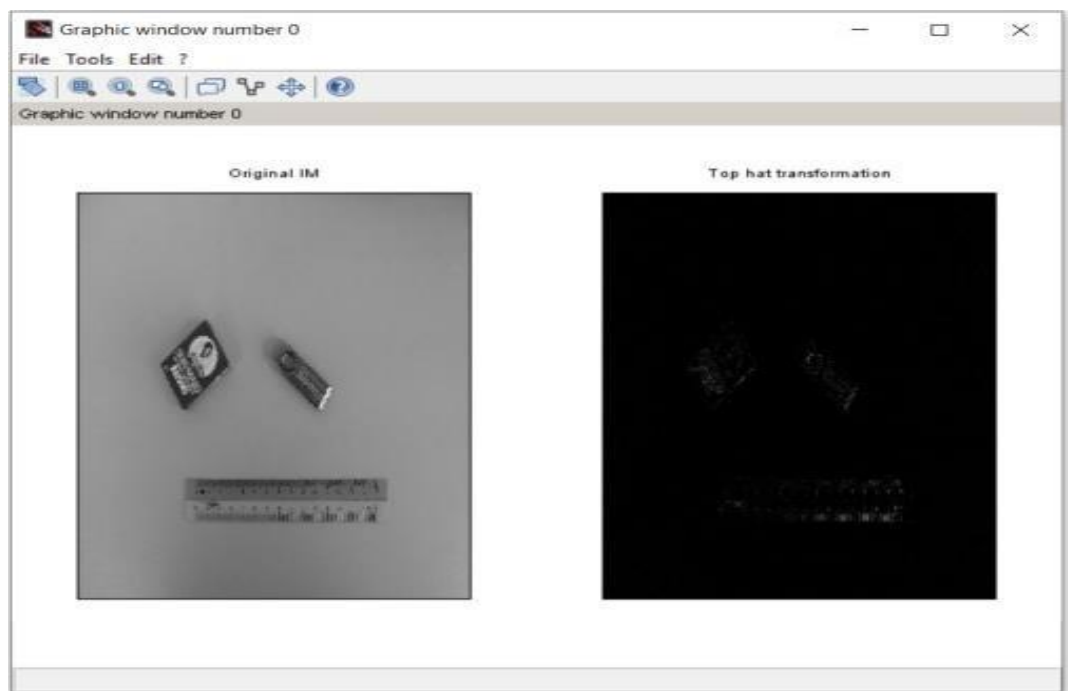 Graphic window number 0
File Tools Edit ?
Graphic window number 0
Original IM
Top hat transformation